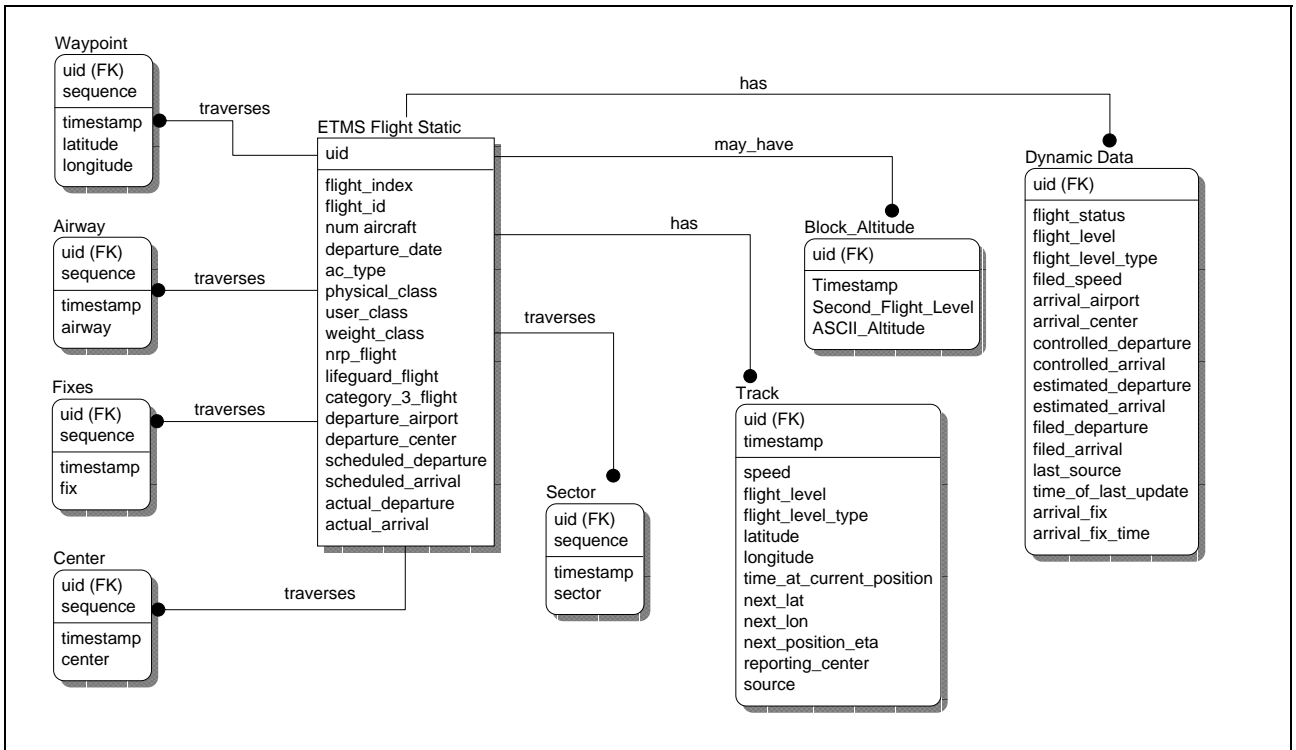 Waypoint
uid (FK)
sequence
timestamp
latitude
longitude
traverses
Airway
uid (FK)
sequence
timestamp
airway
traverses
Fixes
uid (FK)
sequence
timestamp
fix
traverses
Center
uid (FK)
sequence
timestamp
center
traverses
ETMS Flight Static
uid
flight_index
flight_id
num aircraft
departure_date
ac_type
physical_class
user_class
weight_class
nrp_flight
lifeguard_flight
category_3_flight
departure_airport
departure_center
scheduled_departure
scheduled_arrival
actual_departure
actual_arrival
has
may_have
has
traverses
Sector
uid (FK)
sequence
timestamp
sector
Block_Altitude
uid (FK)
Timestamp
Second_Flight_Level
ASCII_Altitude
Track
uid (FK)
timestamp
speed
flight_level
flight_level_type
latitude
longitude
time_at_current_position
next_lat
next_lon
next_position_eta
reporting_center
source
Dynamic Data
uid (FK)
flight_status
flight_level
flight_level_type
filed_speed
arrival_airport
arrival_center
controlled_departure
controlled_arrival
estimated_departure
estimated_arrival
filed_departure
filed_arrival
last_source
time_of_last_update
arrival_fix
arrival_fix_time